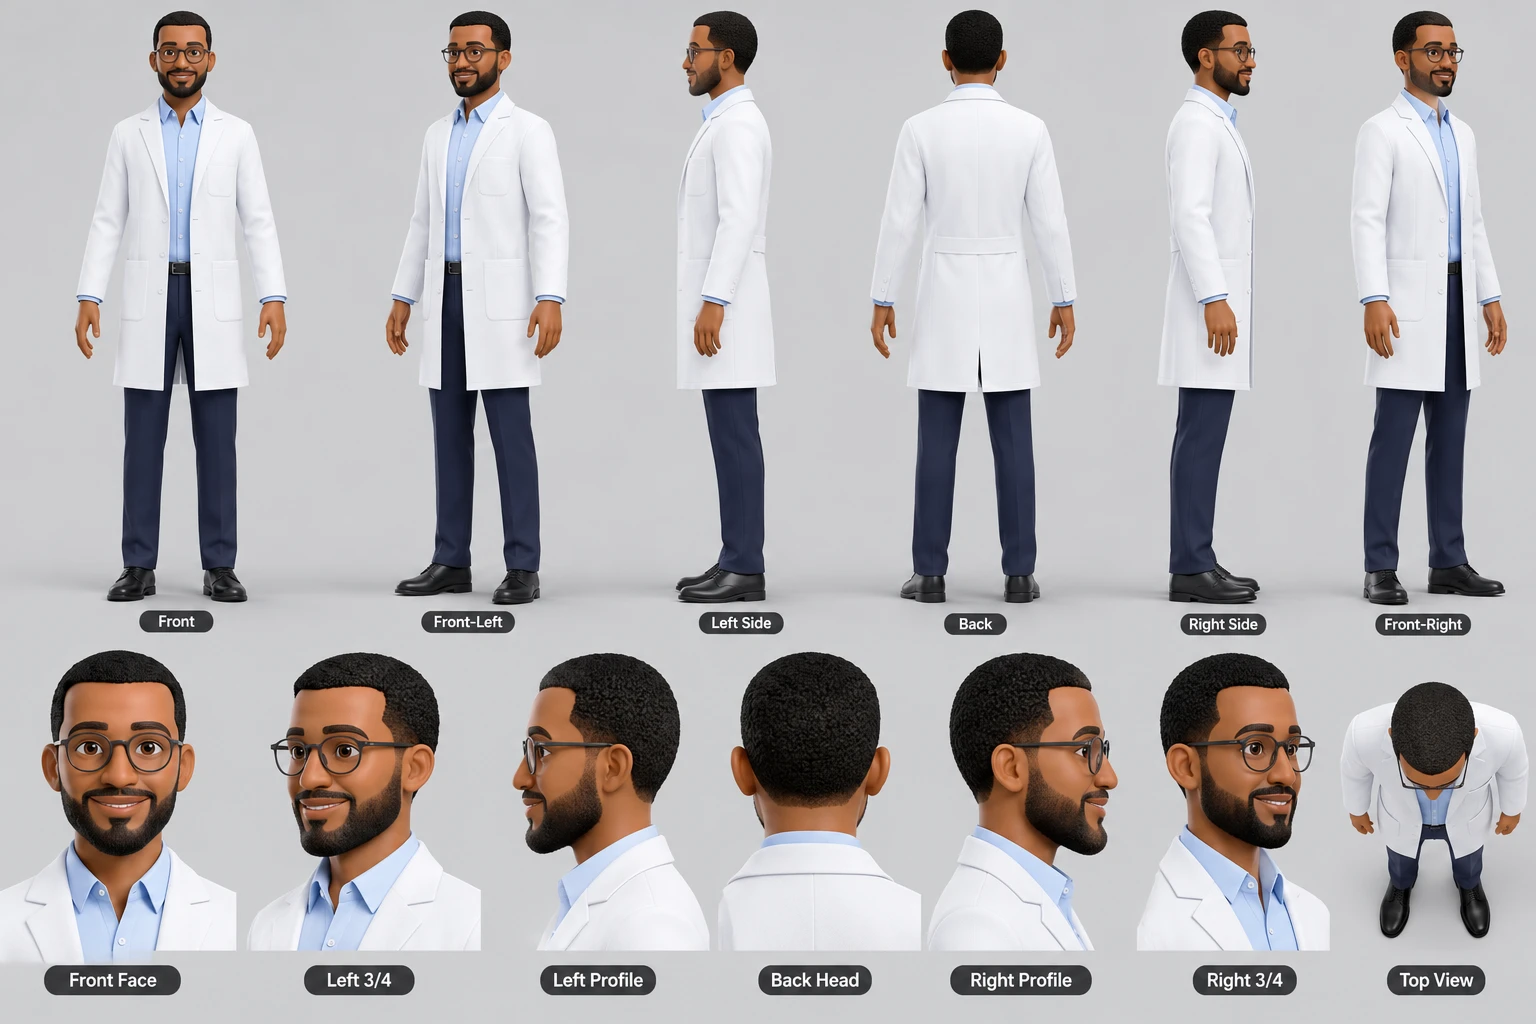 Front
Front-Left
Left Side
Back
Right Side
Front-Right
Front Face
Left 3/4
Left Profile
Back Head
Right Profile
Right 3/4
Top View